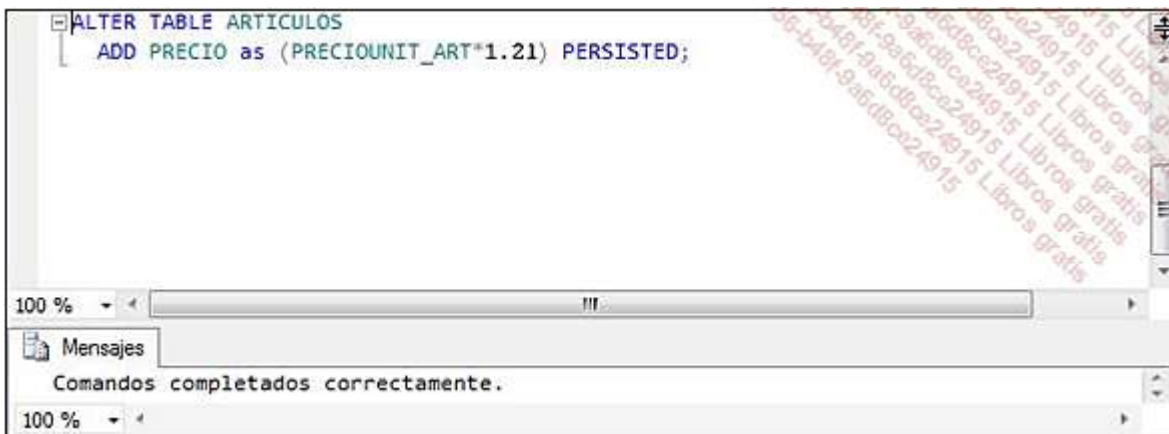 ALTER TABLE ARTICULOS
ADD PRECIO as (PRECIOUNIT_ART*1.21) PERSISTED;
100 %
Mensajes
Comandos completados correctamente.
100 %